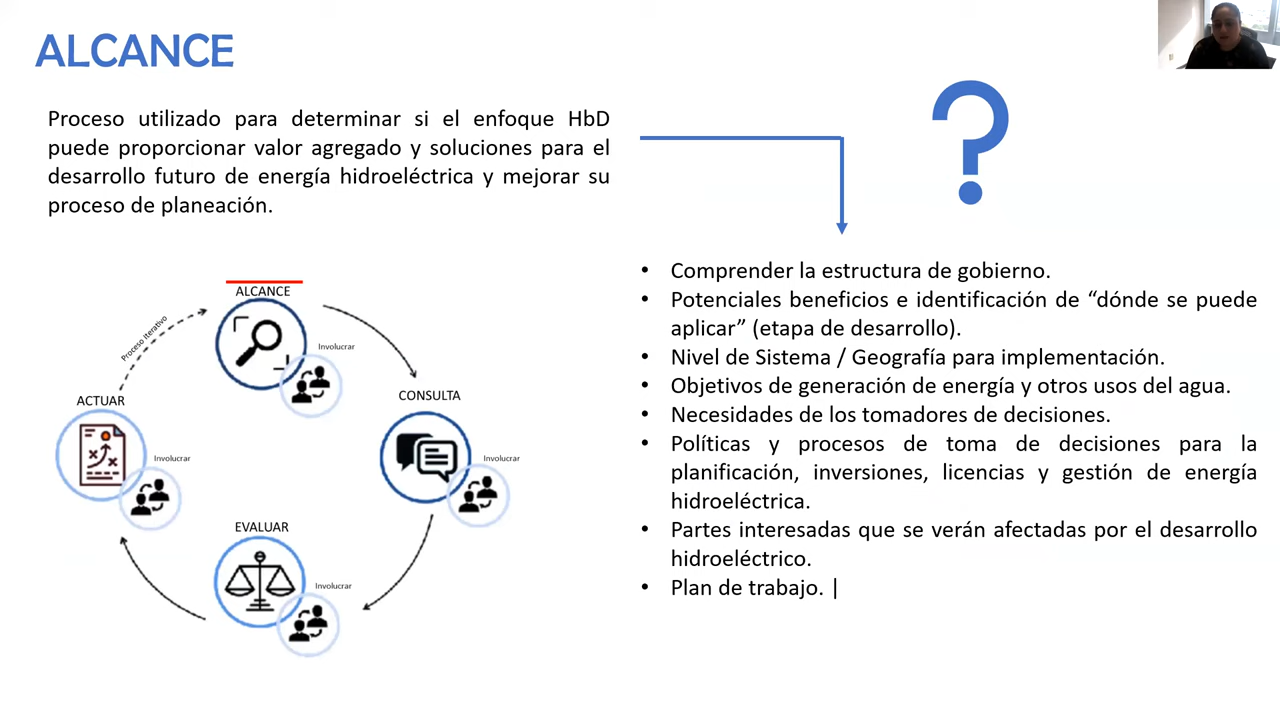 ALCANCE
Proceso utilizado para determinar si el enfoque HbD
puede proporcionar valor agregado y soluciones para el
desarrollo futuro de energía hidroeléctrica y mejorar su
proceso de planeación.
?
ALCANCE
Proceso iterativo
Involucrar
ACTUAR
CONSULTA
Involucrar
Involucrar
EVALUAR
Involucrar
• Comprender la estructura de gobierno.
• Potenciales beneficios e identificación de “dónde se puede
aplicar” (etapa de desarrollo).
• Nivel de Sistema / Geografía para implementación.
• Objetivos de generación de energía y otros usos del agua.
• Necesidades de los tomadores de decisiones.
• Políticas y procesos de toma de decisiones para la
planificación, inversiones, licencias y gestión de energía
hidroeléctrica.
• Partes interesadas que se verán afectadas por el desarrollo
hidroeléctrico.
• Plan de trabajo. |